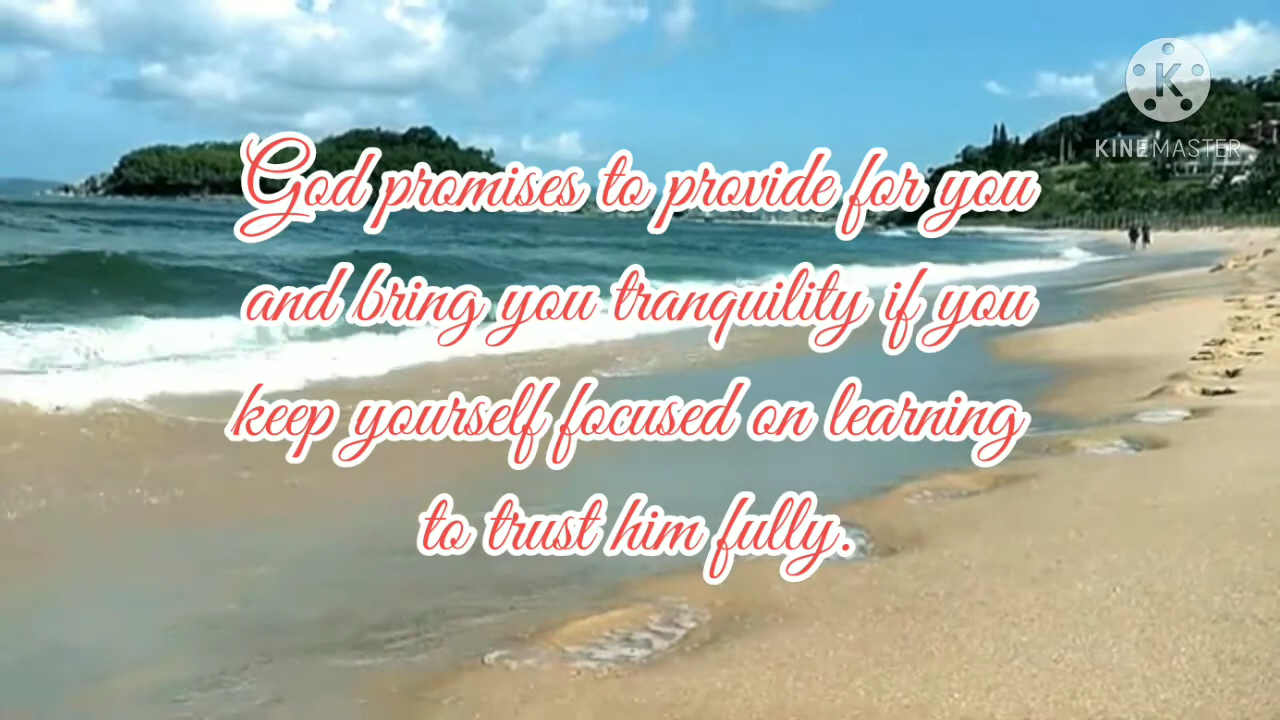 K
KINEMASTER
God promises to provide for you
and bring you tranquility if you
keep yourself focused on learning
to trust him fully.